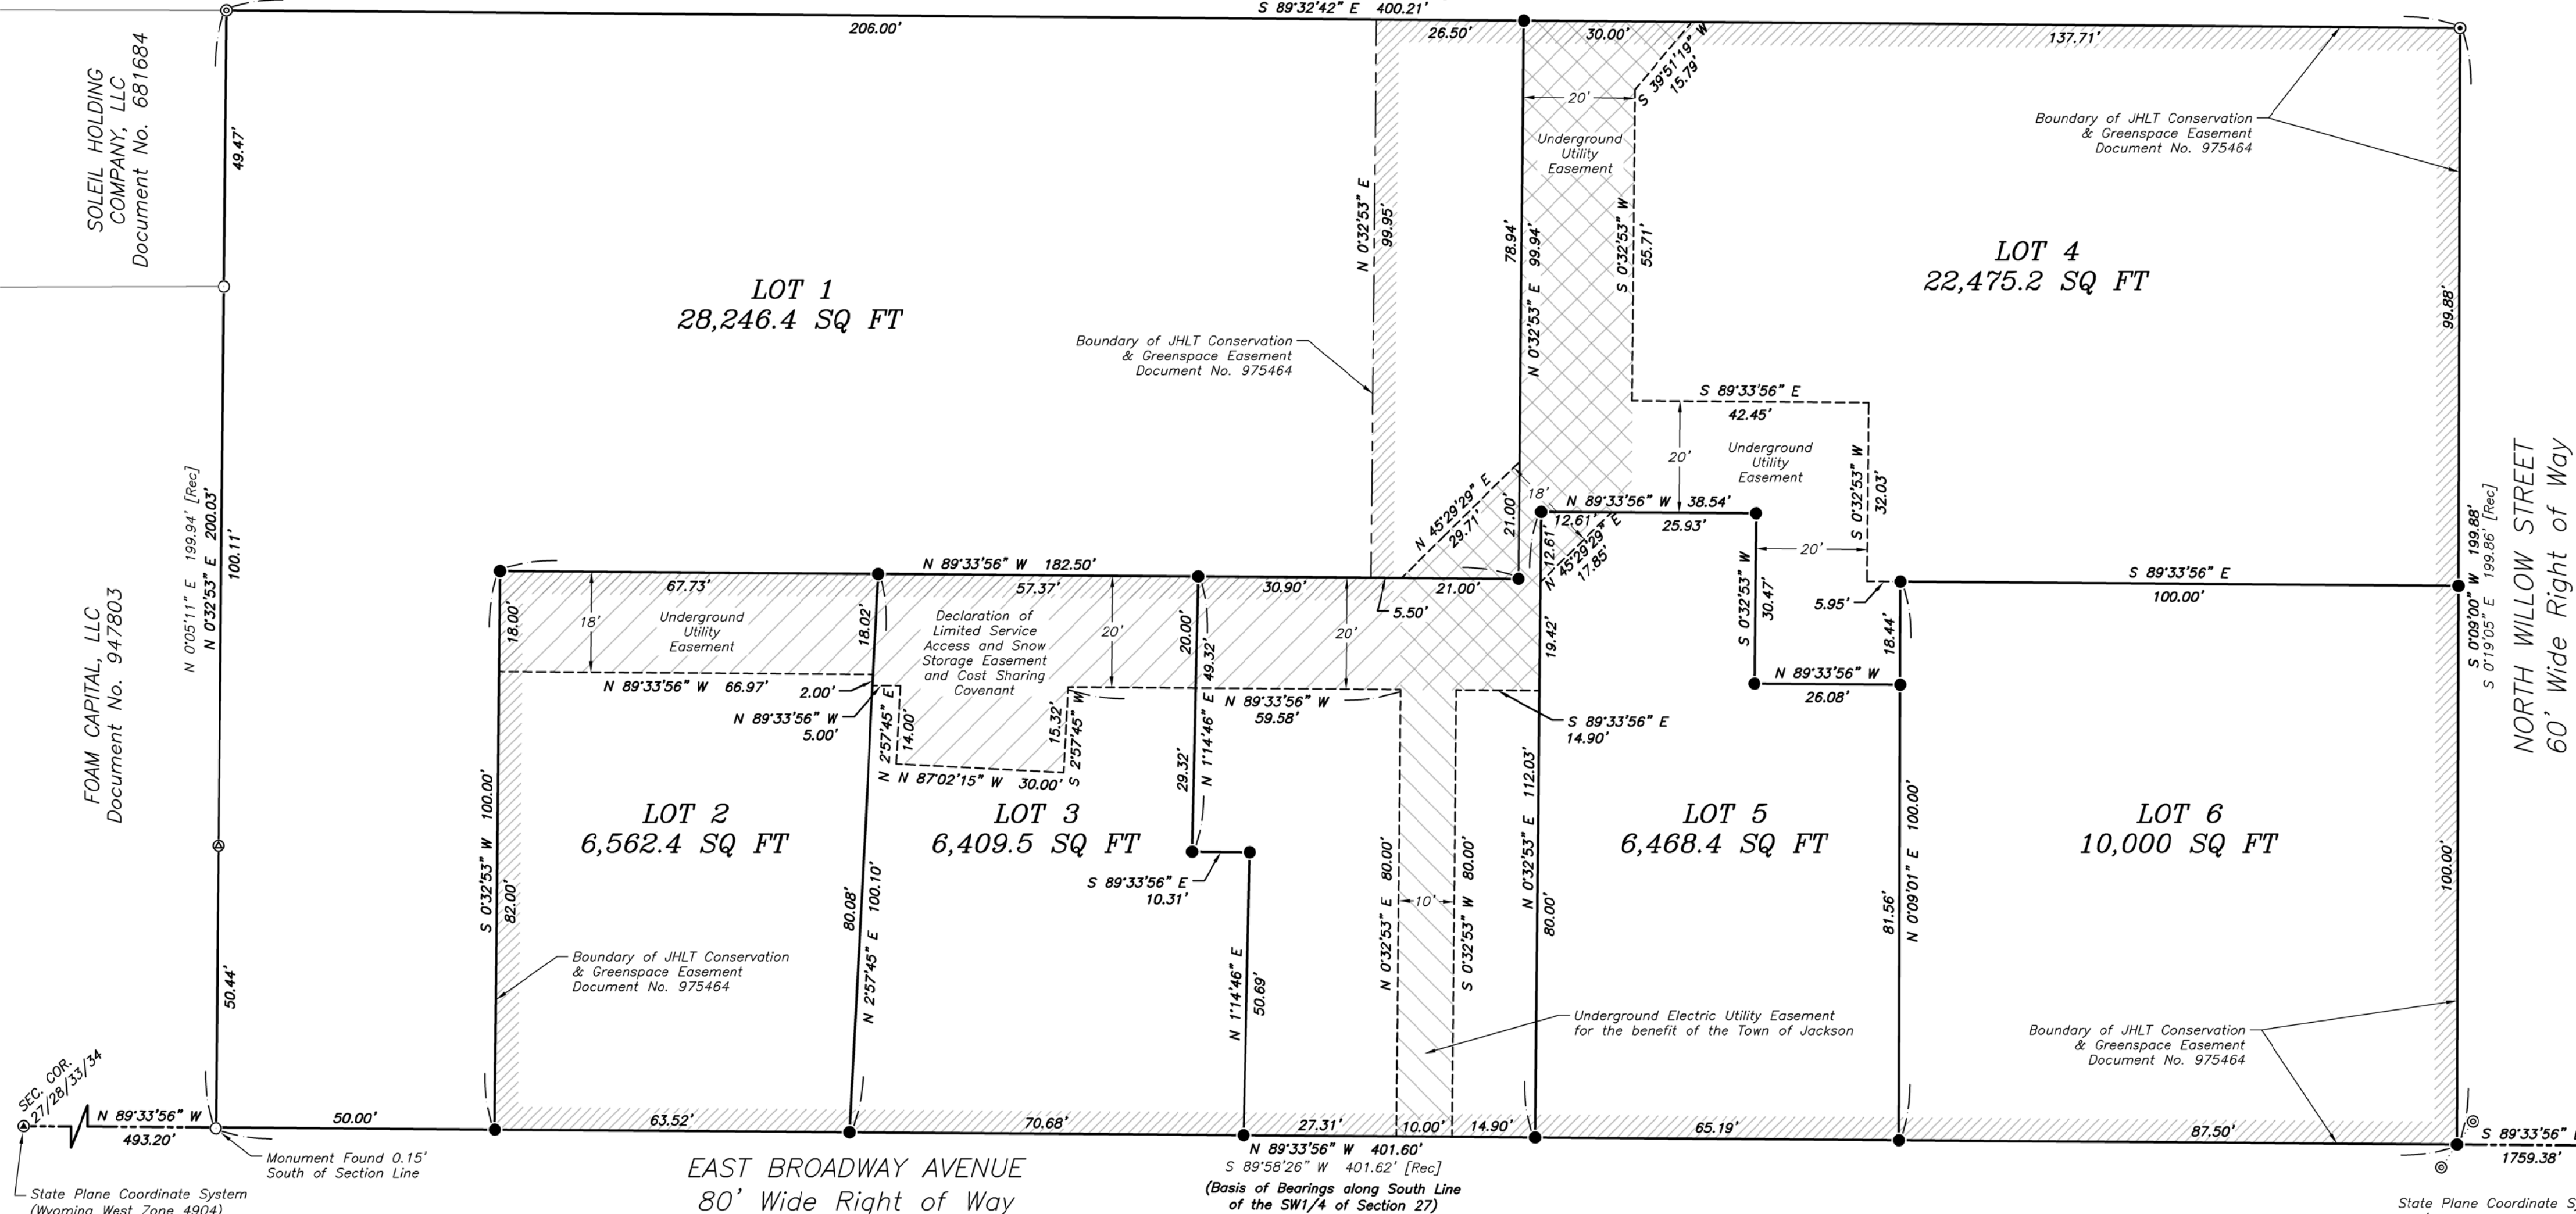 S 89°32'42" E 400.21'
206.00'
26.50'
30.00'
137.71'
SOLEIL HOLDING
COMPANY, LLC
Document No. 681684
49.47'
S 39°51'19" W
15.79'
20'
Underground
Utility
Easement
Boundary of JHLT Conservation
& Greenspace Easement
Document No. 975464
N 0°32'53" E
99.95'
78.94'
N 0°32'53" E 99.94'
S 0°32'53" W
55.71'
LOT 1
28,246.4 SQ FT
LOT 4
22,475.2 SQ FT
99.88'
Boundary of JHLT Conservation
& Greenspace Easement
Document No. 975464
S 89°33'56" E
42.45'
20'
Underground
Utility
Easement
S 0°32'53" W
32.03'
N 0°05'11" E 199.94' [Rec]
N 0°32'53" E 200.03'
100.11'
N 45°29'29" E
29.71'
21.00'
18'
N 89°33'56" W 38.54'
12.61'
25.93'
12.61'
N 45°29'29" E
17.85'
S 0°32'53" W
30.47'
20'
NORTH WILLOW STREET
60' Wide Right of Way
S 0°09'00" W 199.88'
S 0°19'05" E 199.86' [Rec]
FOAM CAPITAL, LLC
Document No. 947803
N 89°33'56" W 182.50'
67.73'
57.37'
30.90'
21.00'
5.50'
S 89°33'56" E
100.00'
5.95'
18.44'
18.00'
18'
Underground
Utility
Easement
18.02'
Declaration of
Limited Service
Access and Snow
Storage Easement
and Cost Sharing
Covenant
20'
20.00'
N 1°14'46" E 49.32'
20'
19.42'
N 89°33'56" W 66.97'
2.00'
N 89°33'56" W
5.00'
N 2°57'45" E
14.00'
15.32'
S 2°57'45" W
N 89°33'56" W
59.58'
S 89°33'56" E
14.90'
N 89°33'56" W
26.08'
N 87°02'15" W 30.00'
29.32'
S 0°32'53" W 100.00'
82.00'
LOT 2
6,562.4 SQ FT
LOT 3
6,409.5 SQ FT
LOT 5
6,468.4 SQ FT
LOT 6
10,000 SQ FT
N 0°32'53" E 112.03'
80.00'
N 0°09'01" E 100.00'
81.56'
100.00'
S 89°33'56" E
10.31'
80.08'
N 2°57'45" E 100.10'
N 0°32'53" E 80.00'
10'
S 0°32'53" W 80.00'
50.44'
Boundary of JHLT Conservation
& Greenspace Easement
Document No. 975464
N 1°14'46" E
50.69'
Underground Electric Utility Easement
for the benefit of the Town of Jackson
Boundary of JHLT Conservation
& Greenspace Easement
Document No. 975464
SEC. COR.
27/28/33/34
N 89°33'56" W
493.20'
50.00'
63.52'
70.68'
27.31'
10.00'
14.90'
65.19'
87.50'
S 89°33'56" E
1759.38'
Monument Found 0.15'
South of Section Line
EAST BROADWAY AVENUE
80' Wide Right of Way
N 89°33'56" W 401.60'
S 89°58'26" W 401.62' [Rec]
(Basis of Bearings along South Line
of the SW1/4 of Section 27)
State Plane Coordinate System
(Wyoming West Zone 4904)
State Plane Coordinate S